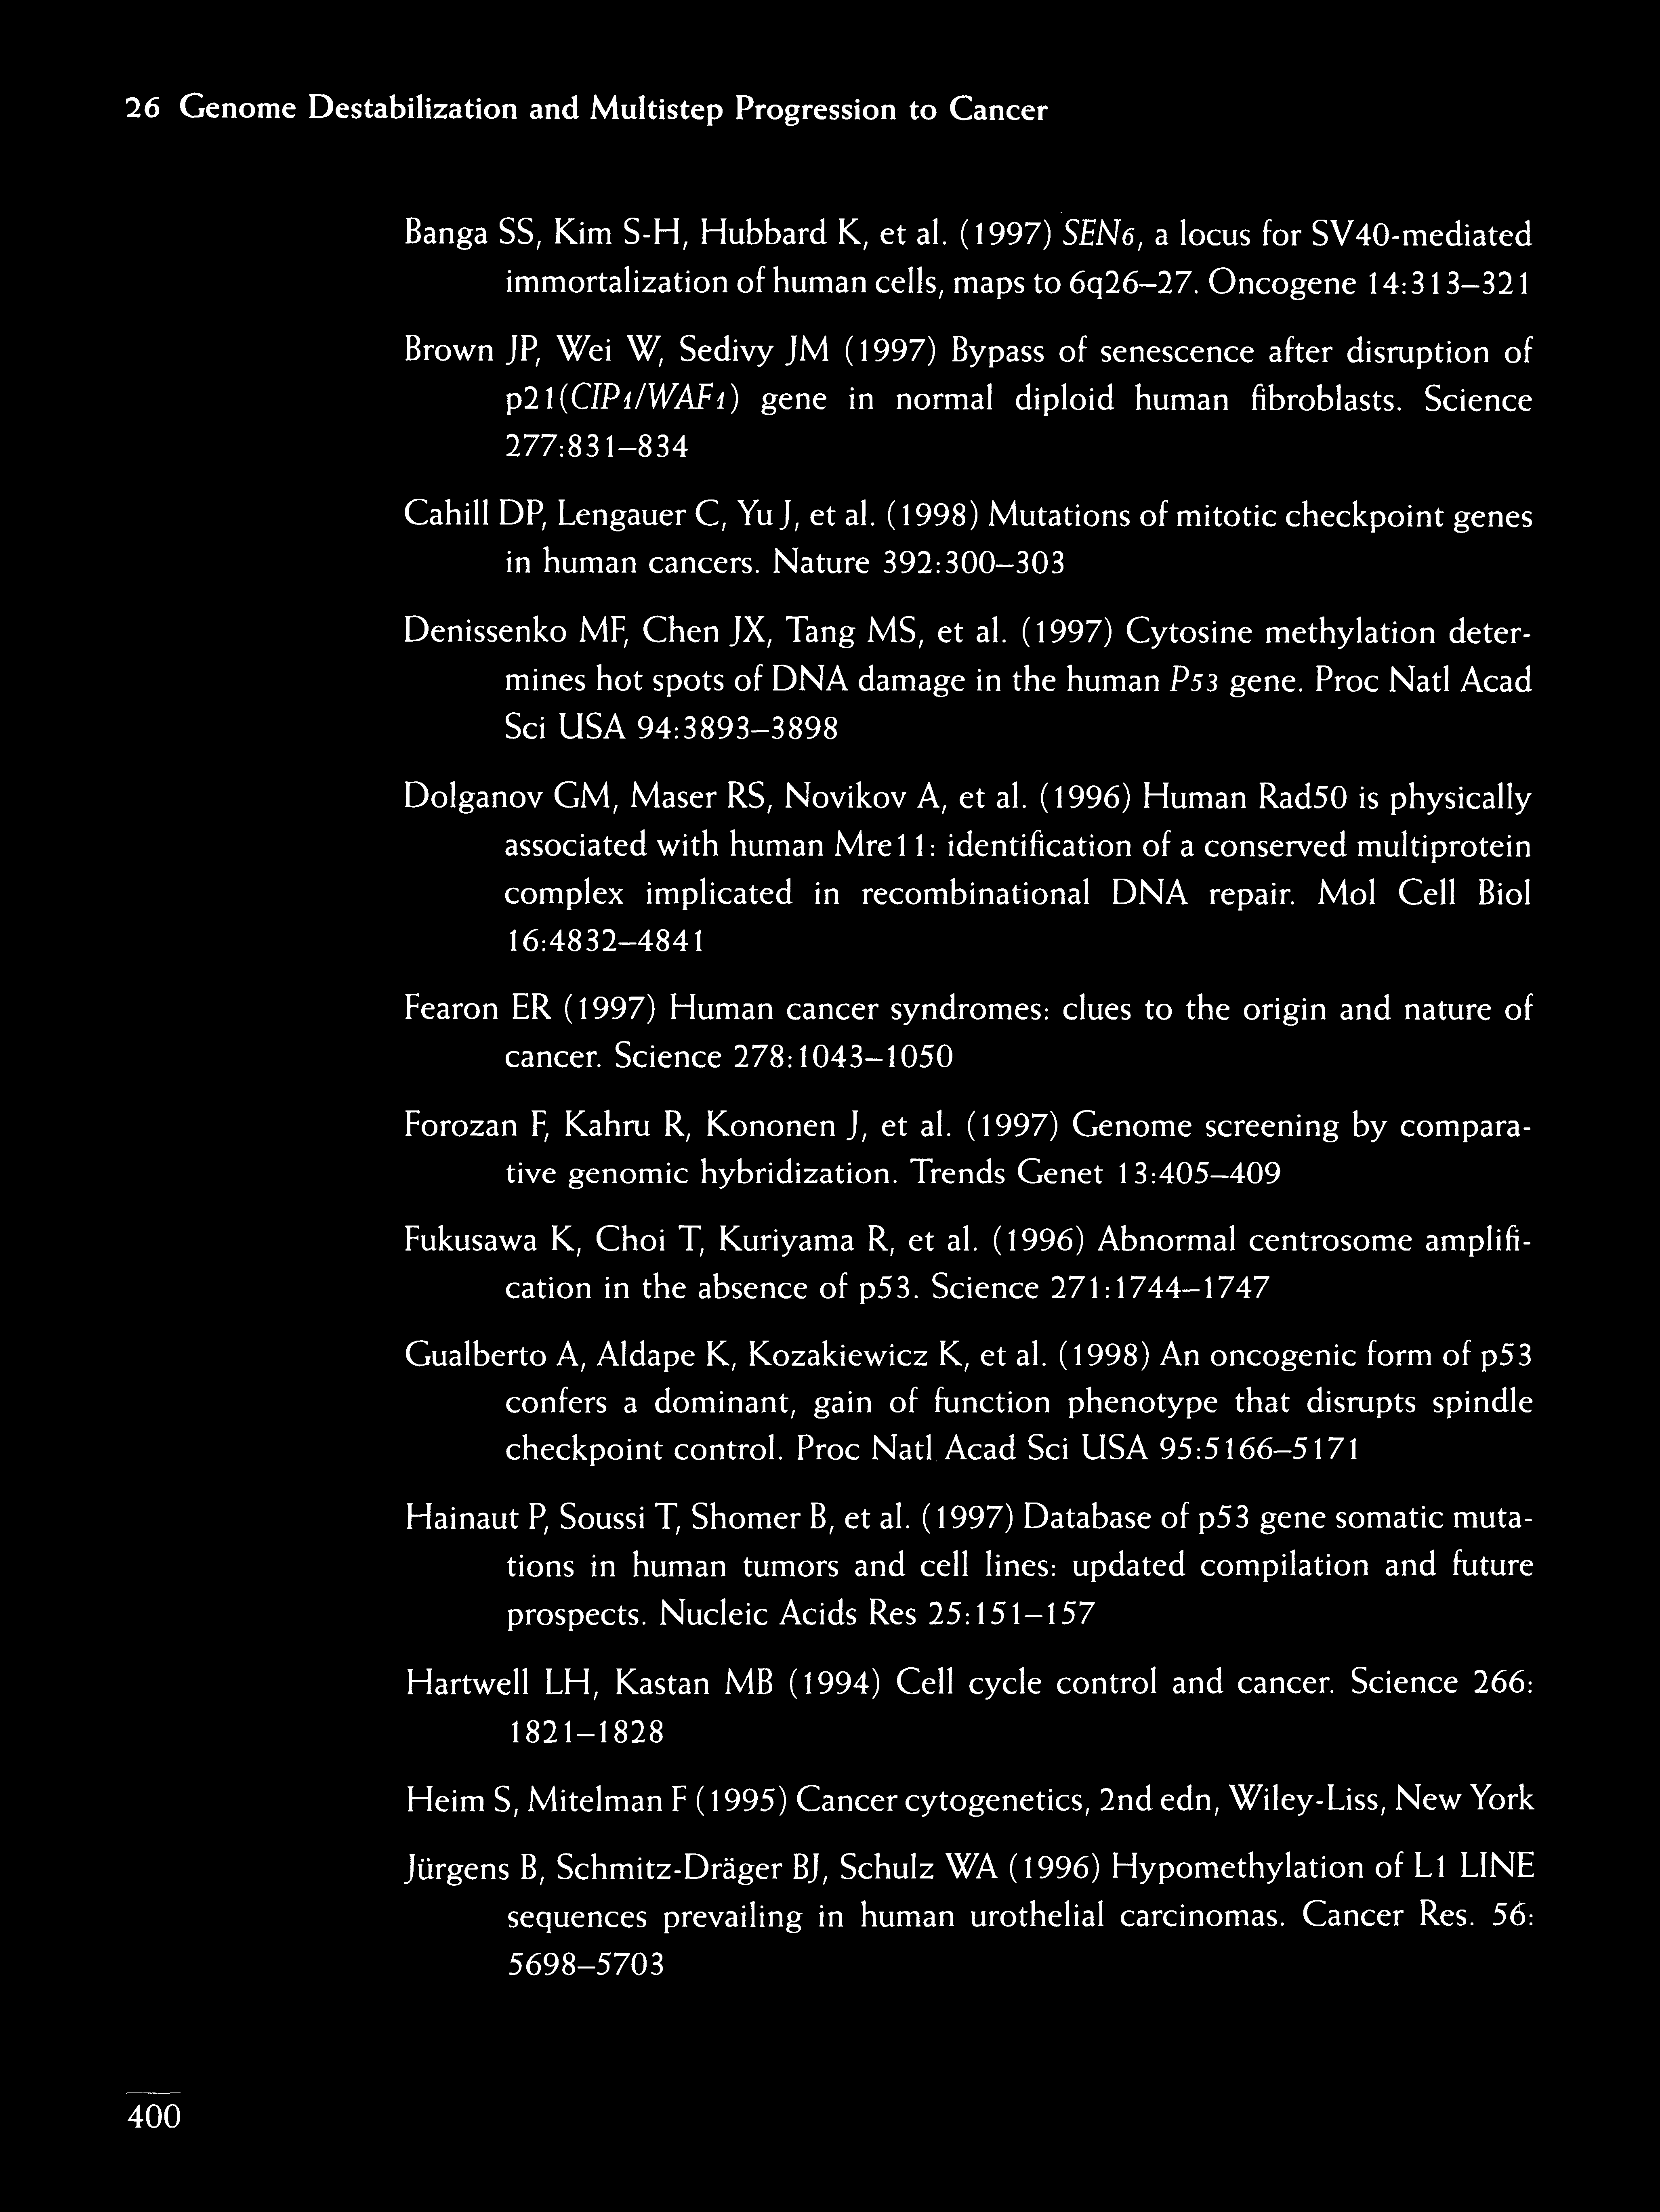 26 Genome Destabilization and Multistep Progression to Cancer
Banga SS, Kim S-H, Hubbard K, et al. (1997) SEN6, a locus for SV40-mediated
immortalization of human cells, maps to 6q26–27. Oncogene 14:313–321
Brown JP, Wei W, Sedivy JM (1997) Bypass of senescence after disruption of
p21(CIP1/WAF1) gene in normal diploid human fibroblasts. Science
277:831–834
Cahill DP, Lengauer C, Yu J, et al. (1998) Mutations of mitotic checkpoint genes
in human cancers. Nature 392:300–303
Denissenko MF, Chen JX, Tang MS, et al. (1997) Cytosine methylation deter-
mines hot spots of DNA damage in the human P53 gene. Proc Natl Acad
Sci USA 94:3893–3898
Dolganov GM, Maser RS, Novikov A, et al. (1996) Human Rad50 is physically
associated with human Mre11: identification of a conserved multiprotein
complex implicated in recombinational DNA repair. Mol Cell Biol
16:4832–4841
Fearon ER (1997) Human cancer syndromes: clues to the origin and nature of
cancer. Science 278:1043–1050
Forozan F, Kahru R, Kononen J, et al. (1997) Genome screening by compara-
tive genomic hybridization. Trends Genet 13:405–409
Fukusawa K, Choi T, Kuriyama R, et al. (1996) Abnormal centrosome amplifi-
cation in the absence of p53. Science 271:1744–1747
Gualberto A, Aldape K, Kozakiewicz K, et al. (1998) An oncogenic form of p53
confers a dominant, gain of function phenotype that disrupts spindle
checkpoint control. Proc Natl Acad Sci USA 95:5166–5171
Hainaut P, Soussi T, Shomer B, et al. (1997) Database of p53 gene somatic muta-
tions in human tumors and cell lines: updated compilation and future
prospects. Nucleic Acids Res 25:151–157
Hartwell LH, Kastan MB (1994) Cell cycle control and cancer. Science 266:
1821–1828
Heim S, Mitelman F (1995) Cancer cytogenetics, 2nd edn, Wiley-Liss, New York
Jürgens B, Schmitz-Dräger BJ, Schulz WA (1996) Hypomethylation of L1 LINE
sequences prevailing in human urothelial carcinomas. Cancer Res. 56:
5698–5703
400